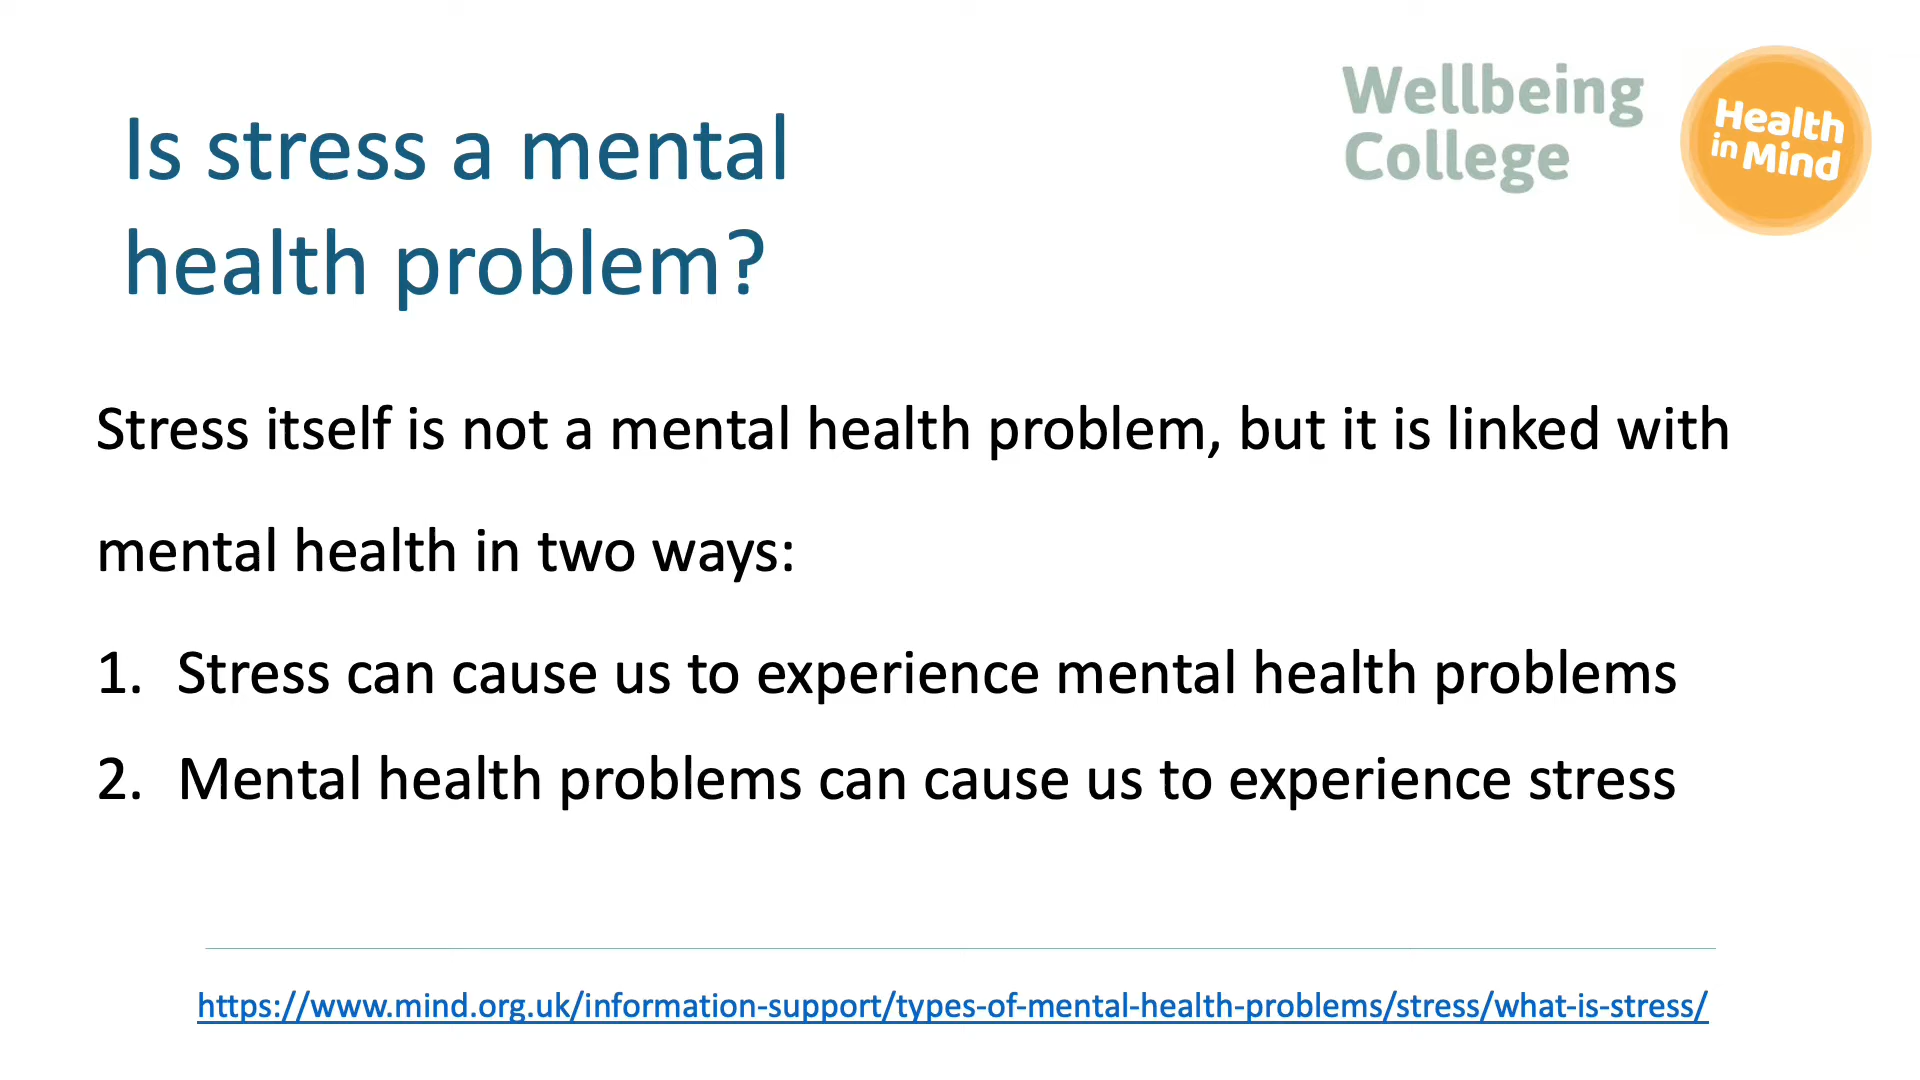 Is stress a mental
health problem?
Wellbeing
College
Health
in Mind
Stress itself is not a mental health problem, but it is linked with
mental health in two ways:
1. Stress can cause us to experience mental health problems
2. Mental health problems can cause us to experience stress
https://www.mind.org.uk/information-support/types-of-mental-health-problems/stress/what-is-stress/